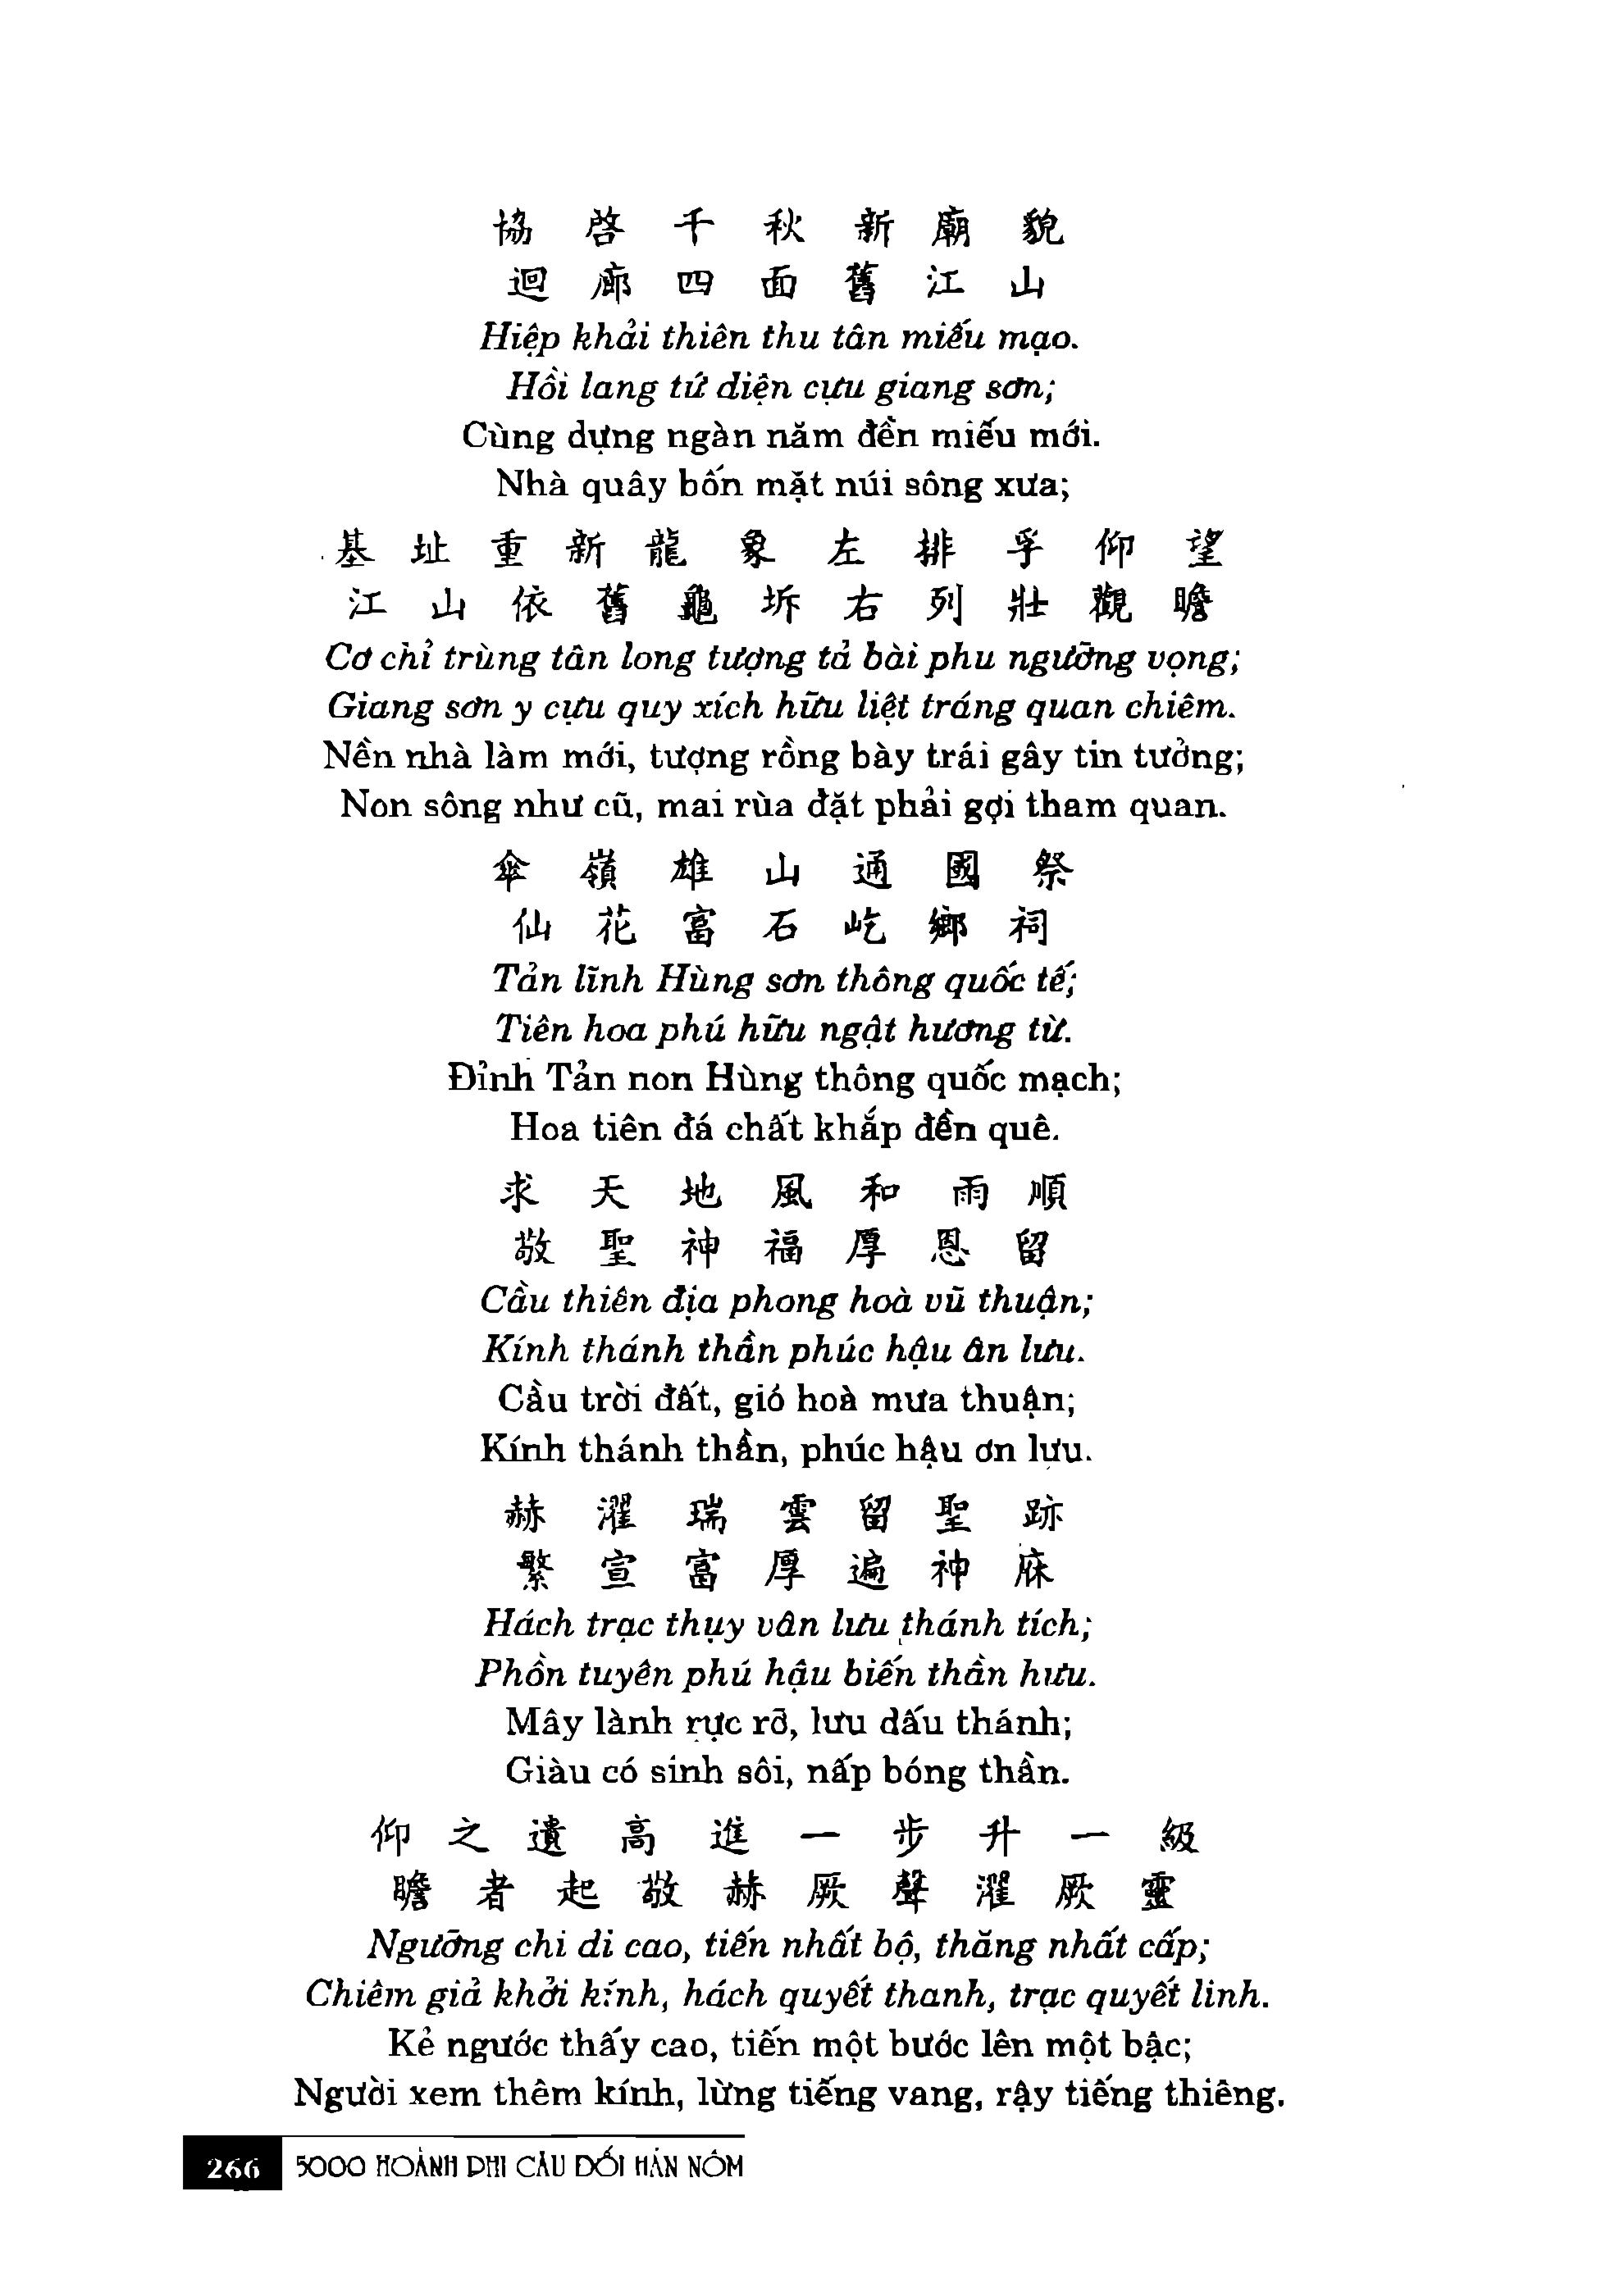 協啓千秋新廟貌
迴廊四面舊江山
Hiệp khải thiên thu tân miếu mạo.
Hồi lang tứ diện cựu giang sơn;
Cùng dựng ngàn năm đền miếu mới.
Nhà quây bốn mặt núi sông xưa;
基址重新龍象左排孚仰望
江山依舊龜坼右列壯觀瞻
Cơ chỉ trùng tân long tượng tả bài phu ngưỡng vọng;
Giang sơn y cựu quy xích hữu liệt tráng quan chiêm.
Nền nhà làm mới, tượng rồng bày trái gây tin tưởng;
Non sông như cũ, mai rùa đặt phải gợi tham quan.
傘嶺雄山通國祭
仙花富石屹鄉祠
Tản lĩnh Hùng sơn thông quốc tế;
Tiên hoa phú hữu ngật hương từ.
Đỉnh Tản non Hùng thông quốc mạch;
Hoa tiên đá chất khắp đền quê.
求天地風和雨順
敬聖神福厚恩留
Cầu thiên địa phong hoà vũ thuận;
Kính thánh thần phúc hậu ân lưu.
Cầu trời đất, gió hoà mưa thuận;
Kính thánh thần, phúc hậu ơn lưu.
赫濯瑞雲留聖跡
繁宣富厚遍神庥
Hách trạc thụy vân lưu thánh tích;
Phồn tuyên phú hậu biến thần hưu.
Mây lành rực rỡ, lưu dấu thánh;
Giàu có sinh sôi, nấp bóng thần.
仰之遺高進一步升一級
瞻者起敬赫厥聲濯厥靈
Ngưỡng chi di cao, tiến nhất bộ, thăng nhất cấp;
Chiêm giả khởi kính, hách quyết thanh, trạc quyết linh.
Kẻ ngước thấy cao, tiến một bước lên một bậc;
Người xem thêm kính, lừng tiếng vang, rậy tiếng thiêng.
266 5000 HOÀNH PHI CÂU ĐỐI HÁN NÔM